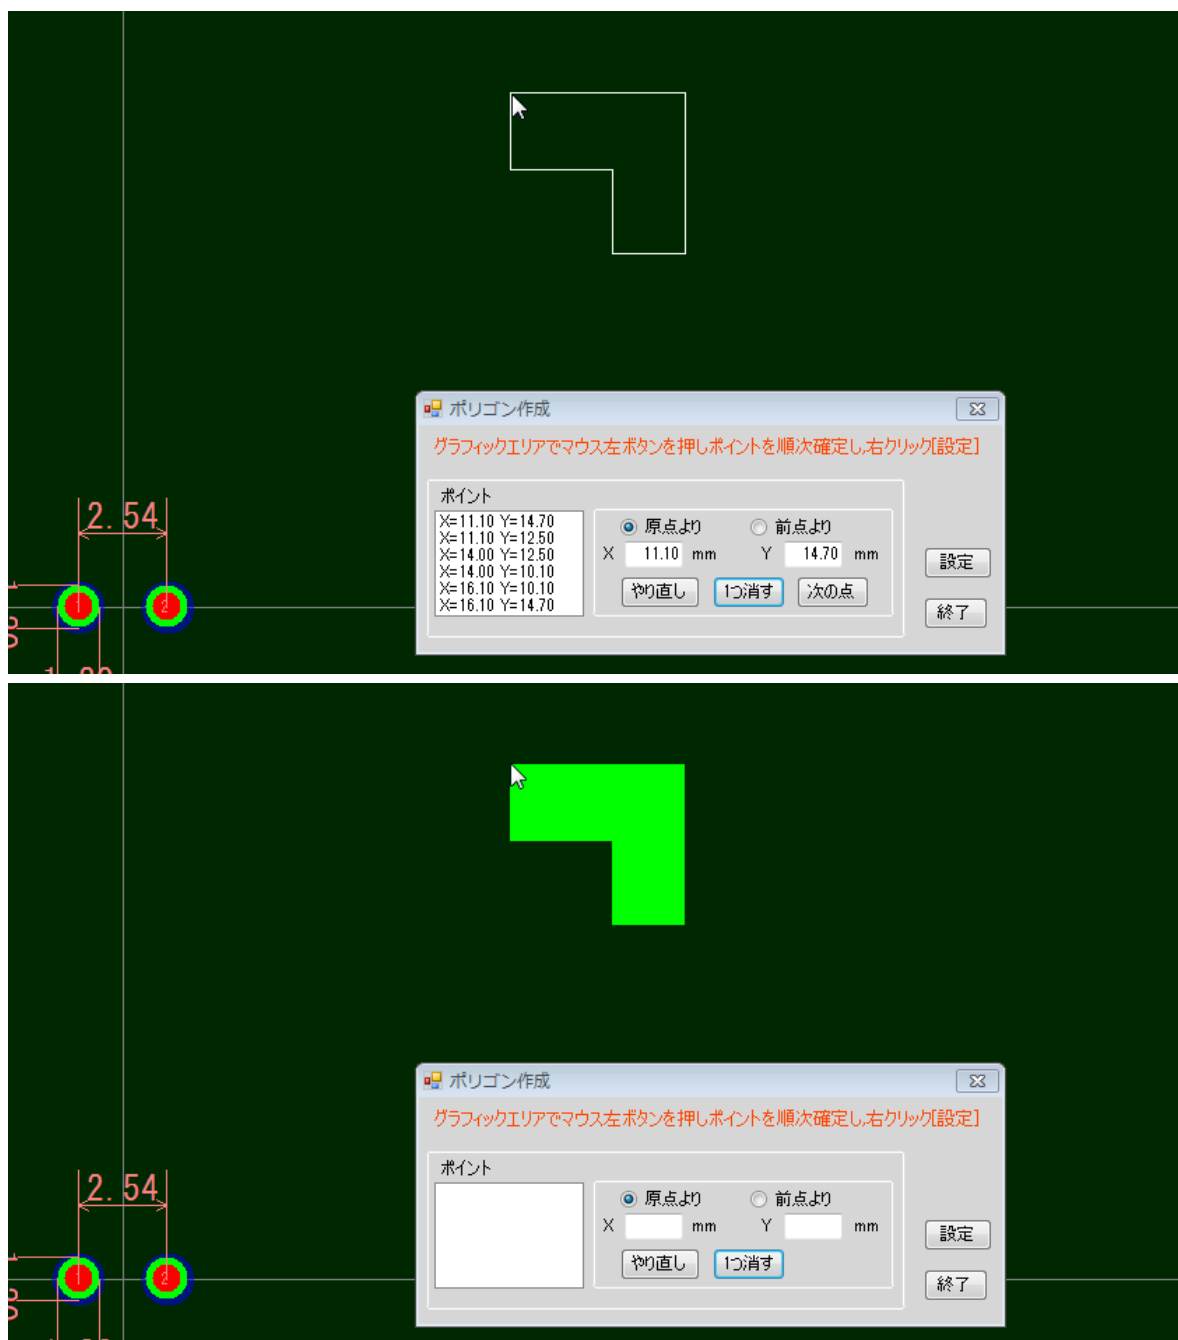 ポリゴン作成
グラフィックエリアでマウス左ボタンを押しポイントを順次確定し,右クリック[設定]
ポイント
X=11.10 Y=14.70
X=11.10 Y=12.50
X=14.00 Y=12.50
X=14.00 Y=10.10
X=16.10 Y=10.10
X=16.10 Y=14.70
原点より 前点より
X 11.10 mm Y 14.70 mm
やり直し 1つ消す 次の点
設定
終了
2.54
1 2
ポリゴン作成
グラフィックエリアでマウス左ボタンを押しポイントを順次確定し,右クリック[設定]
ポイント
原点より 前点より
X mm Y mm
やり直し 1つ消す
設定
終了
2.54
1 2